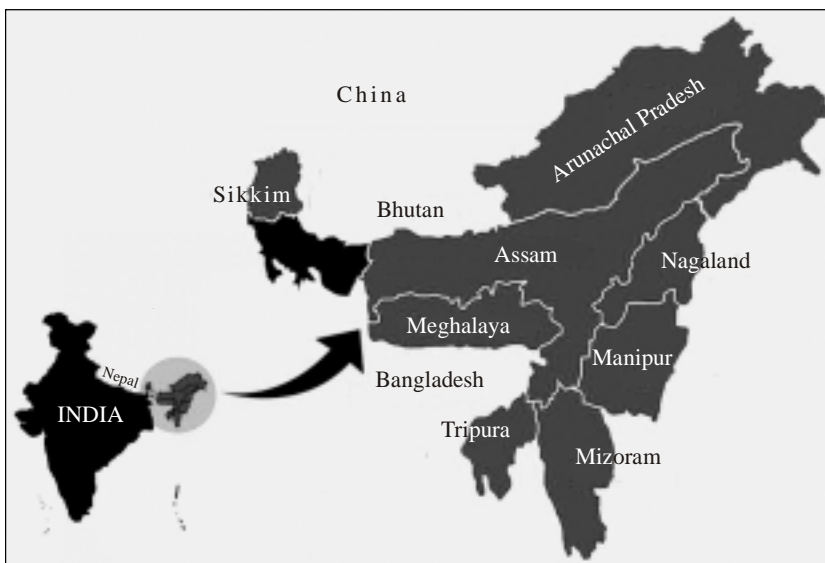 China
Arunachal Pradesh
Sikkim
Bhutan
Assam
Nagaland
Meghalaya
Manipur
Nepal
Bangladesh
INDIA
Tripura
Mizoram